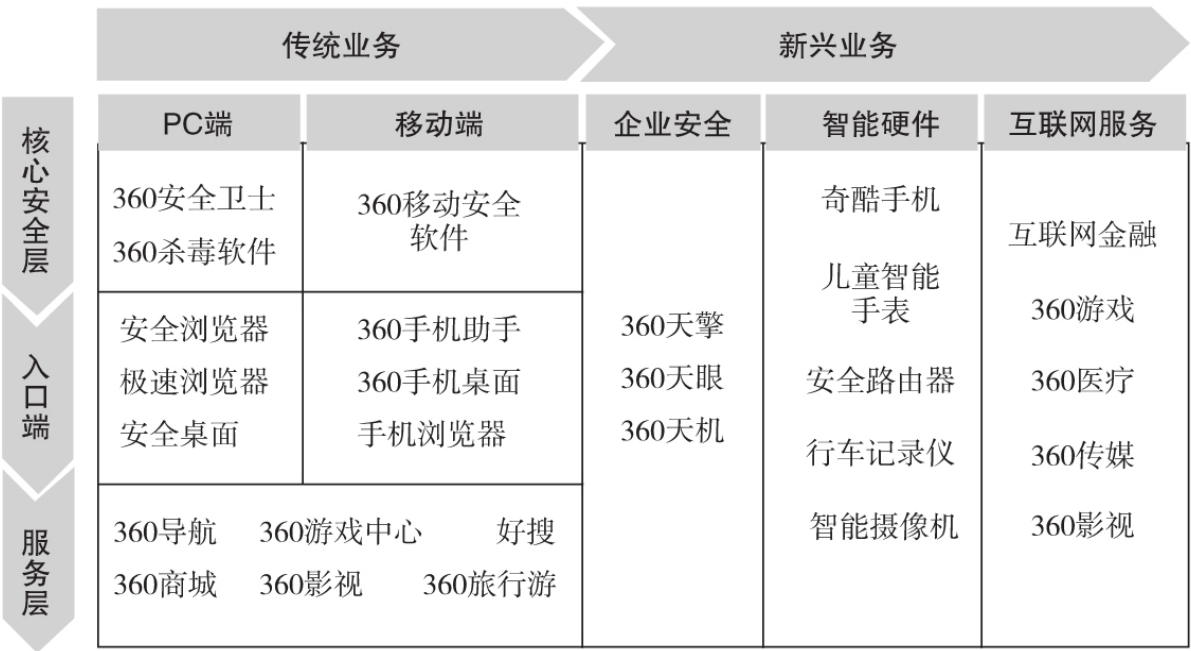 传统业务
新兴业务
PC端
移动端
企业安全
智能硬件
互联网服务
核心安全层
360安全卫士
360杀毒软件
360移动安全
软件
入口端
安全浏览器
极速浏览器
安全桌面
360手机助手
360手机桌面
手机浏览器
服务层
360导航 360游戏中心 好搜
360商城 360影视 360旅行游
360天擎
360天眼
360天机
奇酷手机
儿童智能
手表
安全路由器
行车记录仪
智能摄像机
互联网金融
360游戏
360医疗
360传媒
360影视